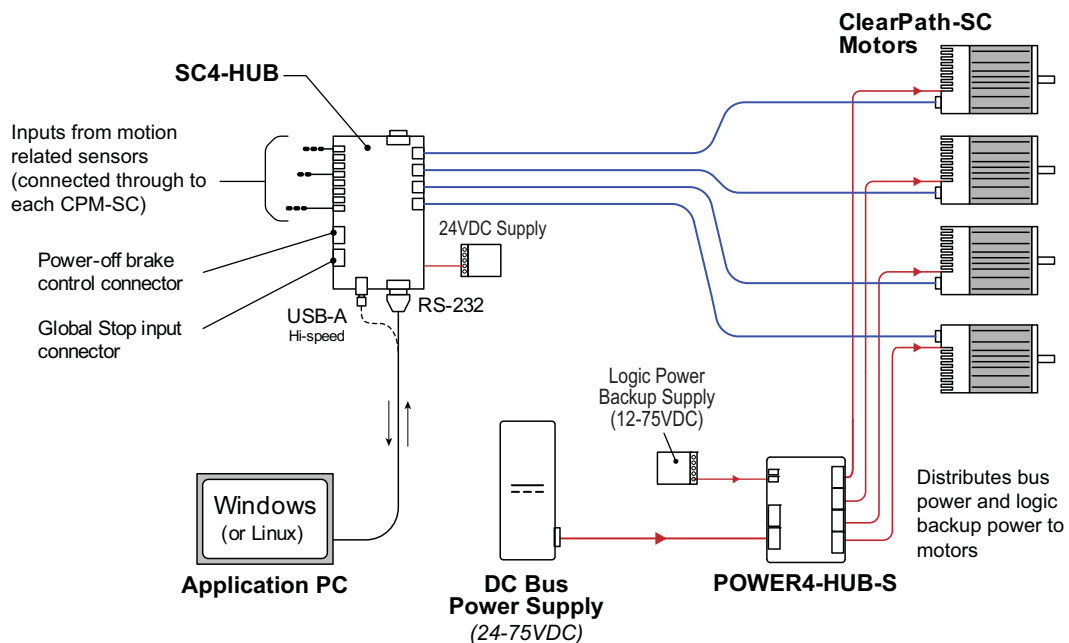 ClearPath-SC
Motors
SC4-HUB
Inputs from motion
related sensors
(connected through to
each CPM-SC)
24VDC Supply
Power-off brake
control connector
Global Stop input
connector
USB-A
Hi-speed
RS-232
Logic Power
Backup Supply
(12-75VDC)
Windows
(or Linux)
Application PC
DC Bus
Power Supply
(24-75VDC)
POWER4-HUB-S
Distributes bus
power and logic
backup power to
motors